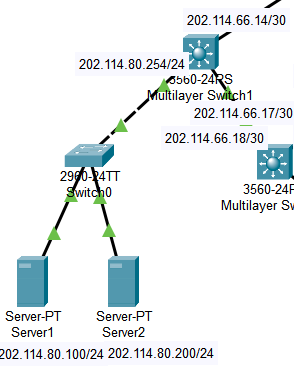 202.114.66.14/30
202.114.80.254/24
3560-24RS
Multilayer Switch1
202.114.66.17/30
202.114.66.18/30
2960-24TT
Switch0
3560-24P
Multilayer Sw
Server-PT
Server1
Server-PT
Server2
202.114.80.100/24
202.114.80.200/24